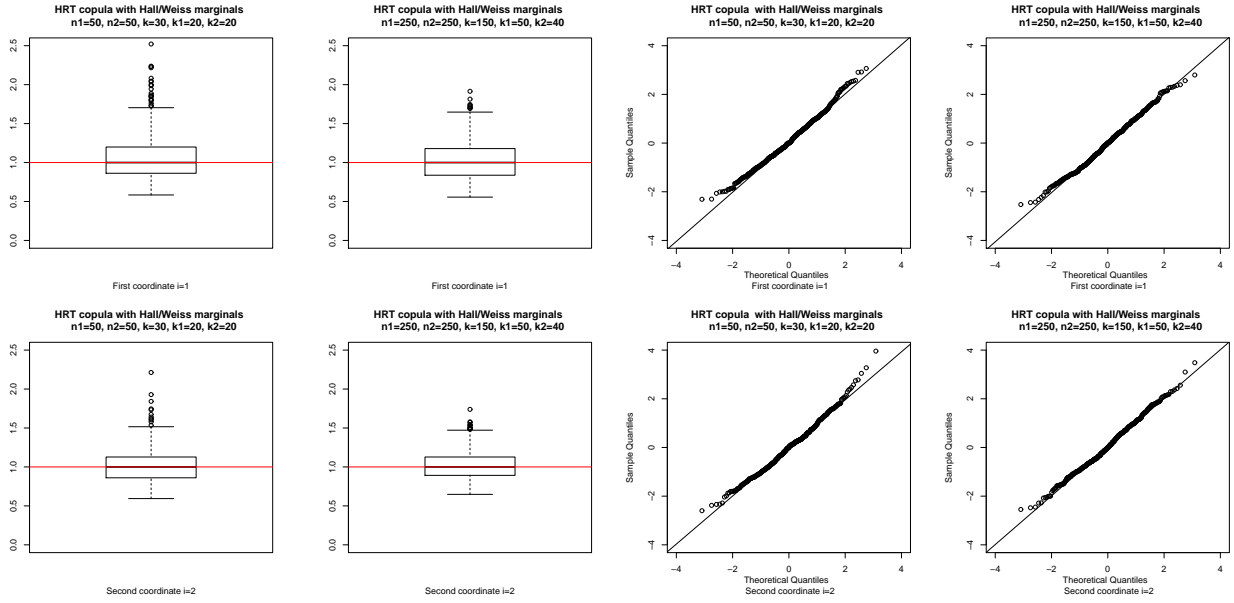 HRT copula with Hall/Weiss marginals
n1=50, n2=50, k=30, k1=20, k2=20
2.5
2.0
1.5
1.0
0.5
0.0
First coordinate i=1
HRT copula with Hall/Weiss marginals
n1=250, n2=250, k=150, k1=50, k2=40
2.5
2.0
1.5
1.0
0.5
0.0
First coordinate i=1
HRT copula with Hall/Weiss marginals
n1=50, n2=50, k=30, k1=20, k2=20
Sample Quantiles
4
2
0
−2
−4
−4 −2 0 2 4
Theoretical Quantiles
First coordinate i=1
HRT copula with Hall/Weiss marginals
n1=250, n2=250, k=150, k1=50, k2=40
Sample Quantiles
4
2
0
−2
−4
−4 −2 0 2 4
Theoretical Quantiles
First coordinate i=1
HRT copula with Hall/Weiss marginals
n1=50, n2=50, k=30, k1=20, k2=20
2.5
2.0
1.5
1.0
0.5
0.0
Second coordinate i=2
HRT copula with Hall/Weiss marginals
n1=250, n2=250, k=150, k1=50, k2=40
2.5
2.0
1.5
1.0
0.5
0.0
Second coordinate i=2
HRT copula with Hall/Weiss marginals
n1=50, n2=50, k=30, k1=20, k2=20
Sample Quantiles
4
2
0
−2
−4
−4 −2 0 2 4
Theoretical Quantiles
Second coordinate i=2
HRT copula with Hall/Weiss marginals
n1=250, n2=250, k=150, k1=50, k2=40
Sample Quantiles
4
2
0
−2
−4
−4 −2 0 2 4
Theoretical Quantiles
Second coordinate i=2